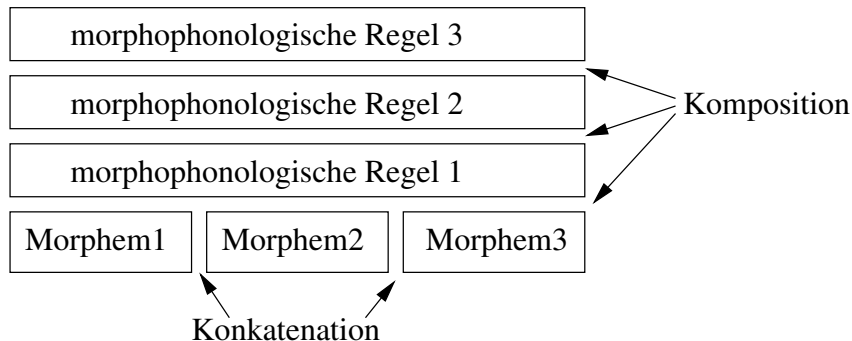 morphophonologische Regel 3
morphophonologische Regel 2
Komposition
morphophonologische Regel 1
Morphem1 Morphem2 Morphem3
Konkatenation